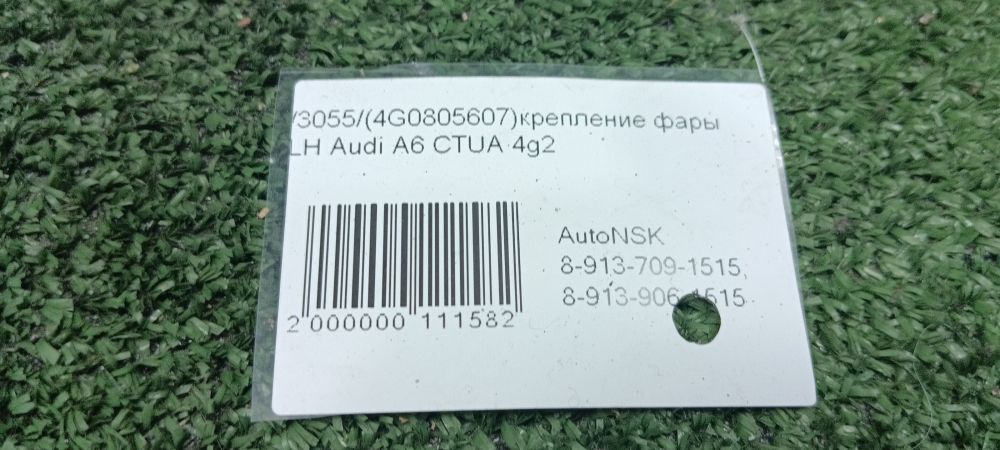 /3055/(4G0805607)крепление фары
LH Audi A6 CTUA 4g2
AutoNSK
8-913-709-1515,
8-913-906-1515
2 000000 111582